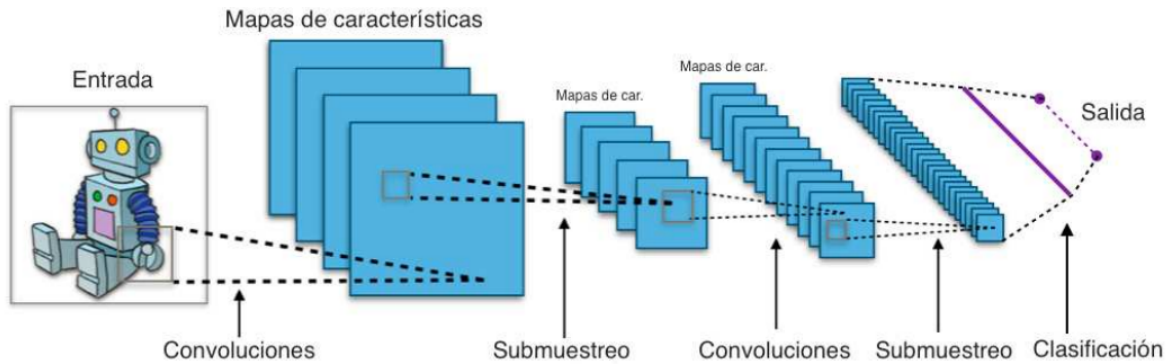 Mapas de características
Entrada
Mapas de car.
Mapas de car.
Salida
Convoluciones
Submuestreo
Convoluciones
Submuestreo
Clasificación